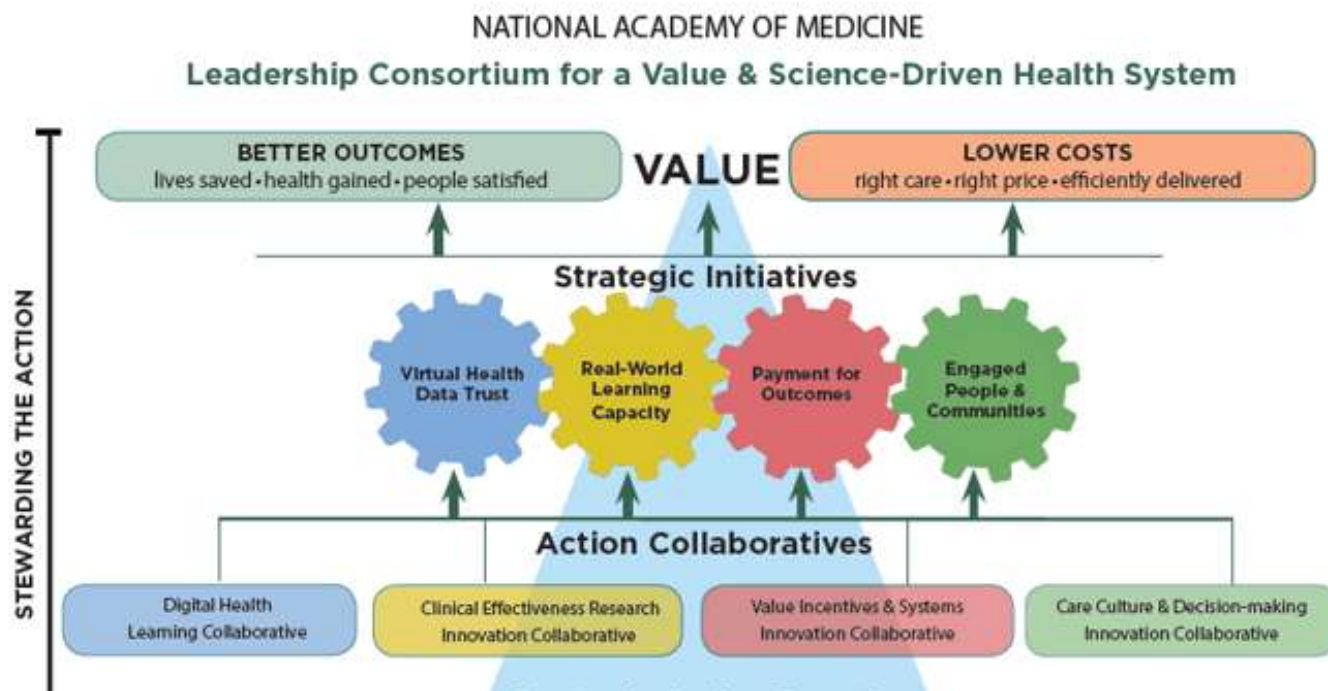 NATIONAL ACADEMY OF MEDICINE
Leadership Consortium for a Value & Science-Driven Health System
STEWARDING THE ACTION
BETTER OUTCOMES
lives saved • health gained • people satisfied
VALUE
LOWER COSTS
right care • right price • efficiently delivered
Strategic Initiatives
Virtual Health
Data Trust
Real-World
Learning
Capacity
Payment for
Outcomes
Engaged
People &
Communities
Action Collaboratives
Digital Health
Learning Collaborative
Clinical Effectiveness Research
Innovation Collaborative
Value Incentives & Systems
Innovation Collaborative
Care Culture & Decision-making
Innovation Collaborative